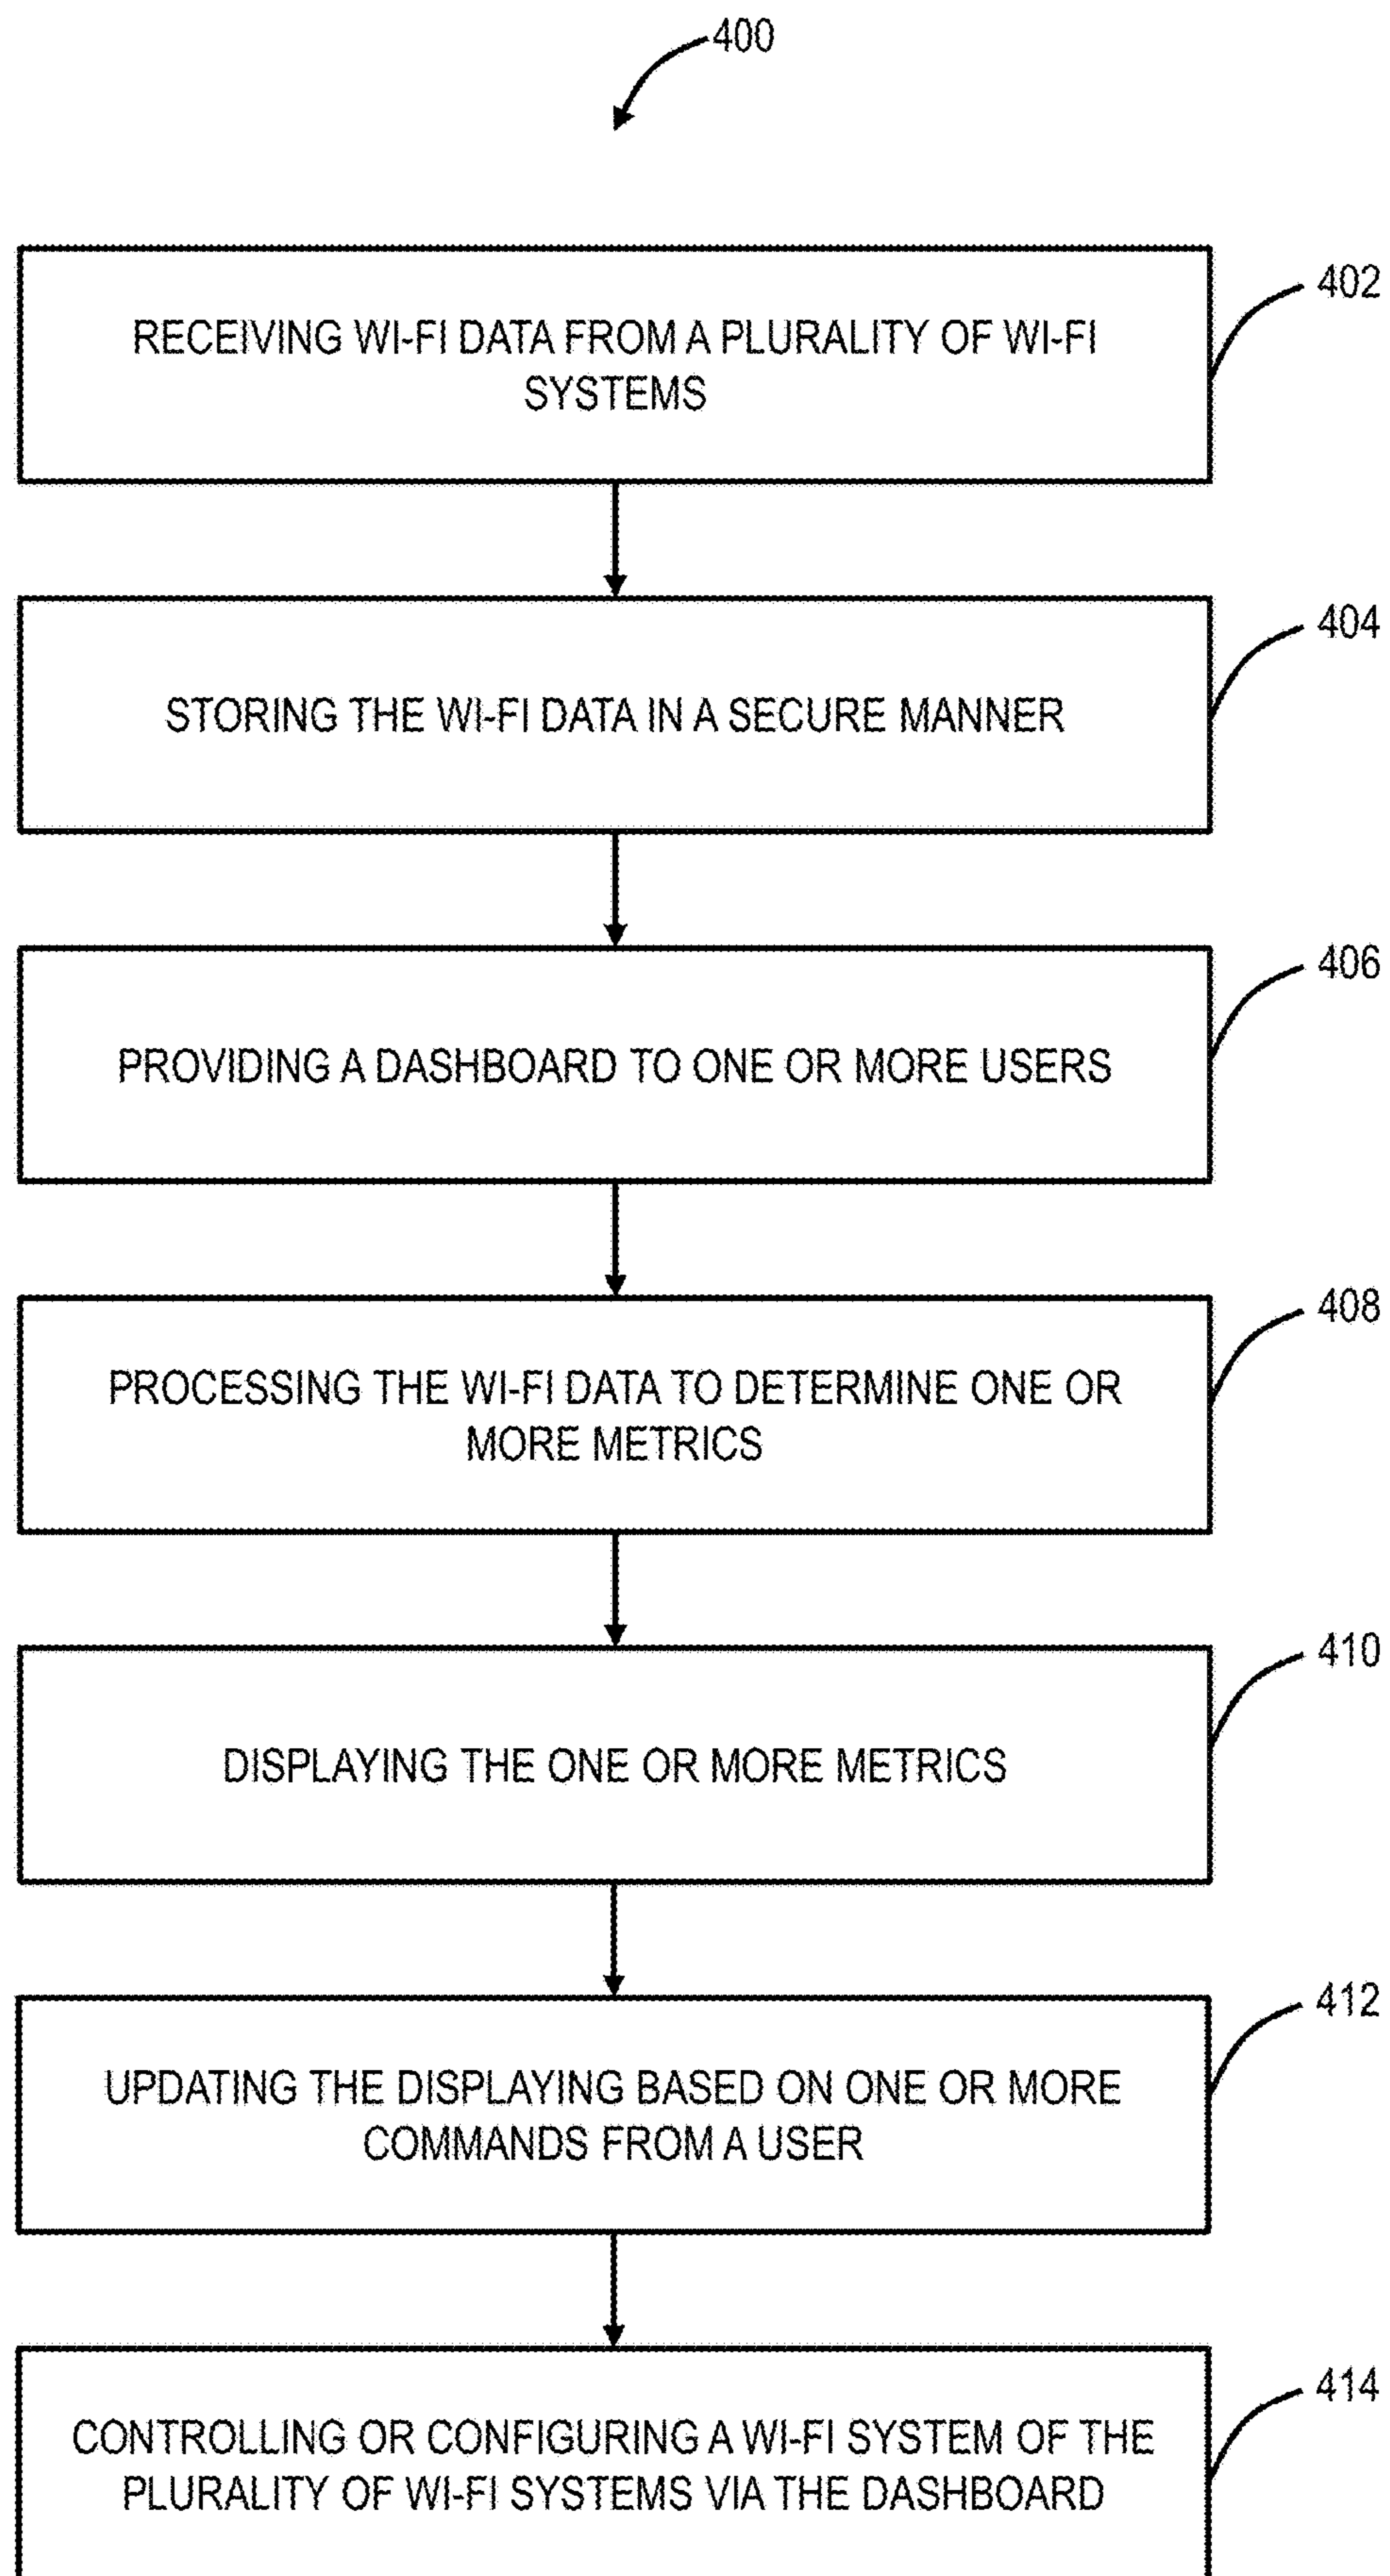 400
RECEIVING WI-FI DATA FROM A PLURALITY OF WI-FI
SYSTEMS
402
STORING THE WI-FI DATA IN A SECURE MANNER
404
PROVIDING A DASHBOARD TO ONE OR MORE USERS
406
PROCESSING THE WI-FI DATA TO DETERMINE ONE OR
MORE METRICS
408
DISPLAYING THE ONE OR MORE METRICS
410
UPDATING THE DISPLAYING BASED ON ONE OR MORE
COMMANDS FROM A USER
412
CONTROLLING OR CONFIGURING A WI-FI SYSTEM OF THE
PLURALITY OF WI-FI SYSTEMS VIA THE DASHBOARD
414